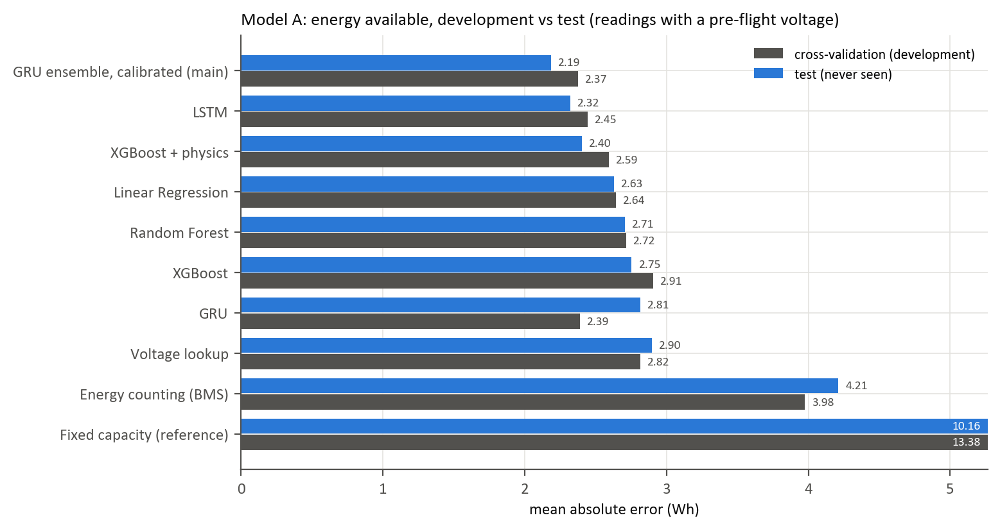 Model A: energy available, development vs test (readings with a pre-flight voltage)
cross-validation (development)
test (never seen)
GRU ensemble, calibrated (main)
2.19
2.37
LSTM
2.32
2.45
XGBoost + physics
2.40
2.59
Linear Regression
2.63
2.64
Random Forest
2.71
2.72
XGBoost
2.75
2.91
GRU
2.81
2.39
Voltage lookup
2.90
2.82
Energy counting (BMS)
4.21
3.98
Fixed capacity (reference)
10.16
13.38
0 1 2 3 4 5
mean absolute error (Wh)